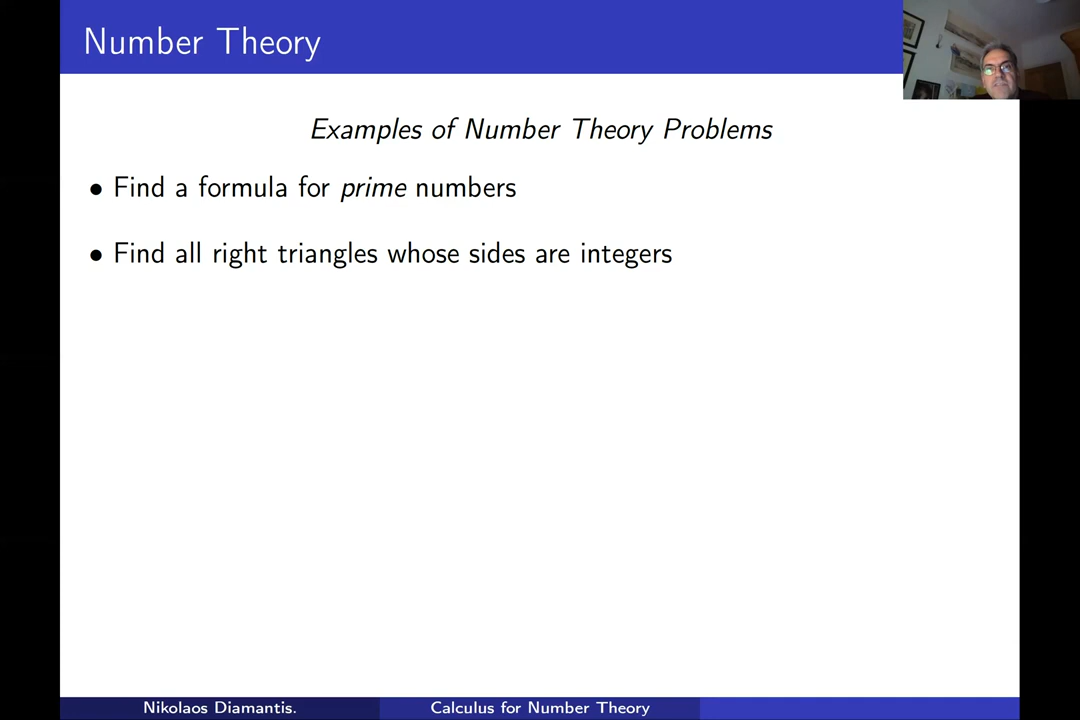 Number Theory
Examples of Number Theory Problems
• Find a formula for prime numbers
• Find all right triangles whose sides are integers
Nikolaos Diamantis.
Calculus for Number Theory